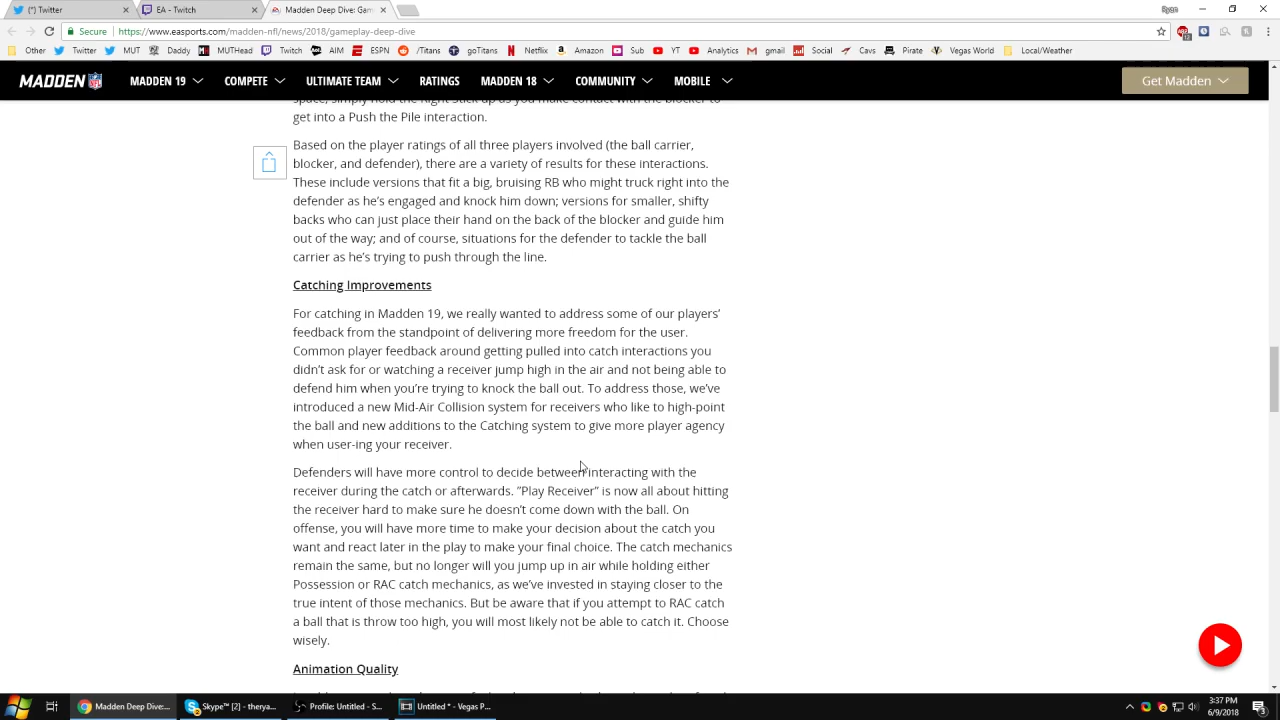 (*) Twitter
EA - Twitch
Madden Deep Dive: Gam
Ryan
Secure
https://www.easports.com/madden-nfl/news/2018/gameplay-deep-dive
Other Twitter MUT Daddy MUTHead Twitch AIM ESPN /Titans goTitans Netflix Amazon Sub YT Analytics gmail Social Cavs Pirate Vegas World Local/Weather
MADDEN NFL MADDEN 19 COMPETE ULTIMATE TEAM RATINGS MADDEN 18 COMMUNITY MOBILE Get Madden
space, simply hold the Right Stick up as you make contact with the blocker to
get into a Push the Pile interaction.
Based on the player ratings of all three players involved (the ball carrier,
blocker, and defender), there are a variety of results for these interactions.
These include versions that fit a big, bruising RB who might truck right into the
defender as he's engaged and knock him down; versions for smaller, shifty
backs who can just place their hand on the back of the blocker and guide him
out of the way; and of course, situations for the defender to tackle the ball
carrier as he's trying to push through the line.
Catching Improvements
For catching in Madden 19, we really wanted to address some of our players'
feedback from the standpoint of delivering more freedom for the user.
Common player feedback around getting pulled into catch interactions you
didn't ask for or watching a receiver jump high in the air and not being able to
defend him when you're trying to knock the ball out. To address those, we've
introduced a new Mid-Air Collision system for receivers who like to high-point
the ball and new additions to the Catching system to give more player agency
when user-ing your receiver.
Defenders will have more control to decide between interacting with the
receiver during the catch or afterwards. "Play Receiver" is now all about hitting
the receiver hard to make sure he doesn't come down with the ball. On
offense, you will have more time to make your decision about the catch you
want and react later in the play to make your final choice. The catch mechanics
remain the same, but no longer will you jump up in air while holding either
Possession or RAC catch mechanics, as we've invested in staying closer to the
true intent of those mechanics. But be aware that if you attempt to RAC catch
a ball that is throw too high, you will most likely not be able to catch it. Choose
wisely.
Animation Quality
Madden Deep Dive:...
Skype™ [2] - therya...
Profile: Untitled - S...
Untitled * - Vegas P...
3:37 PM
6/9/2018